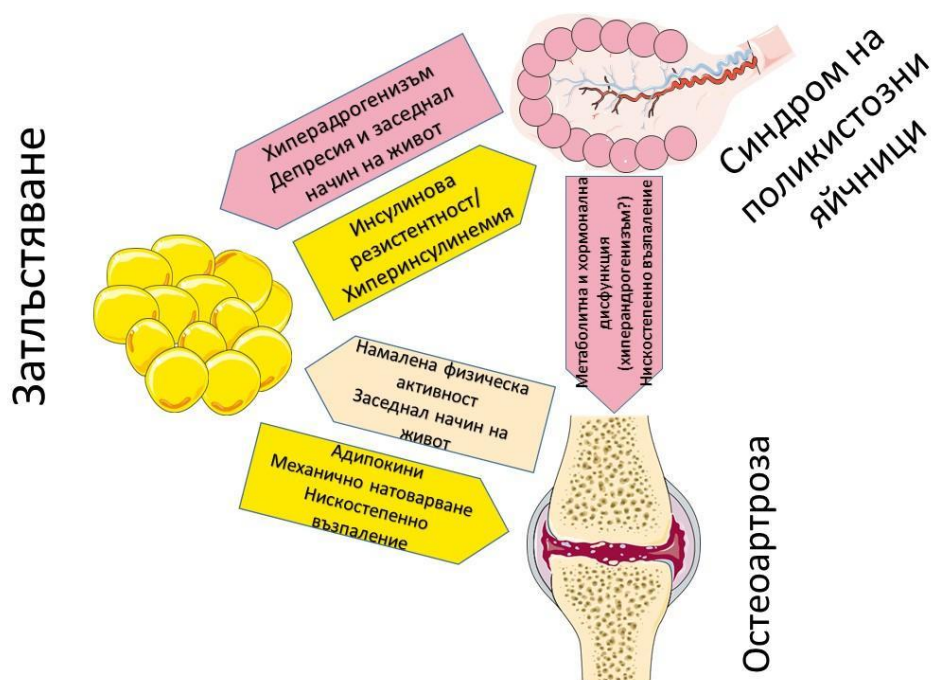 Затлъстяване
Хиперадрогенизъм
Депресия и заседнал
начин на живот
Инсулинова
резистентност/
Хиперинсулинемия
Синдром на
поликистозни
яйчници
Метаболитна и хормонална
дисфункция
(хиперандрогенизъм?)
Нискостепенно възпаление
Намалена физическа
активност
Заседнал начин на
живот
Адипокини
Механично натоварване
Нискостепенно
възпаление
Остеоартроза